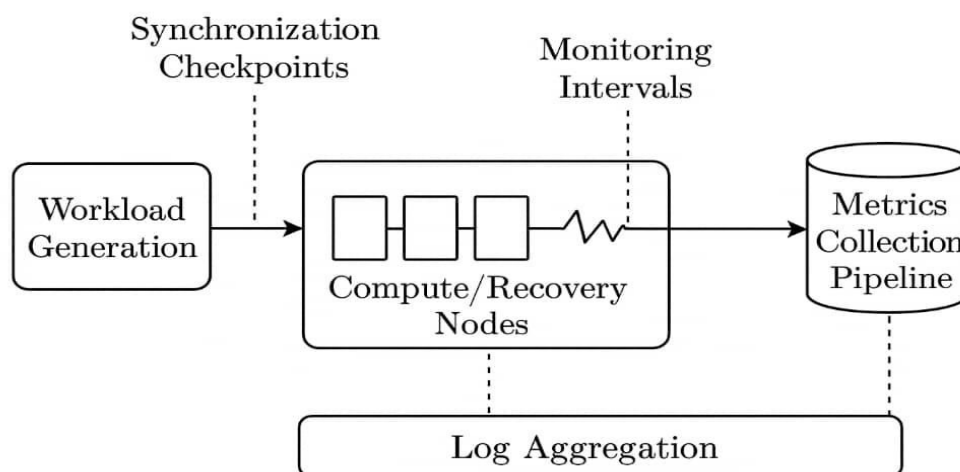 Synchronization
Checkpoints
Monitoring
Intervals
Workload
Generation
Compute/Recovery
Nodes
Metrics
Collection
Pipeline
Log Aggregation